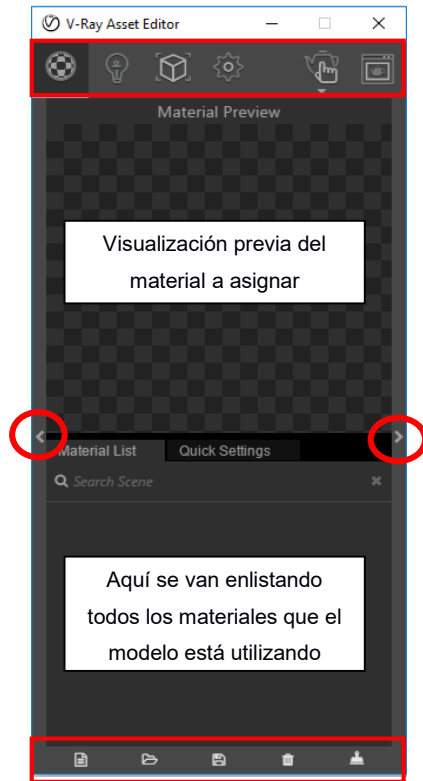 V-Ray Asset Editor
Material Preview
Visualización previa del
material a asignar
Material List Quick Settings
Search Scene
Aquí se van enlistando
todos los materiales que el
modelo está utilizando